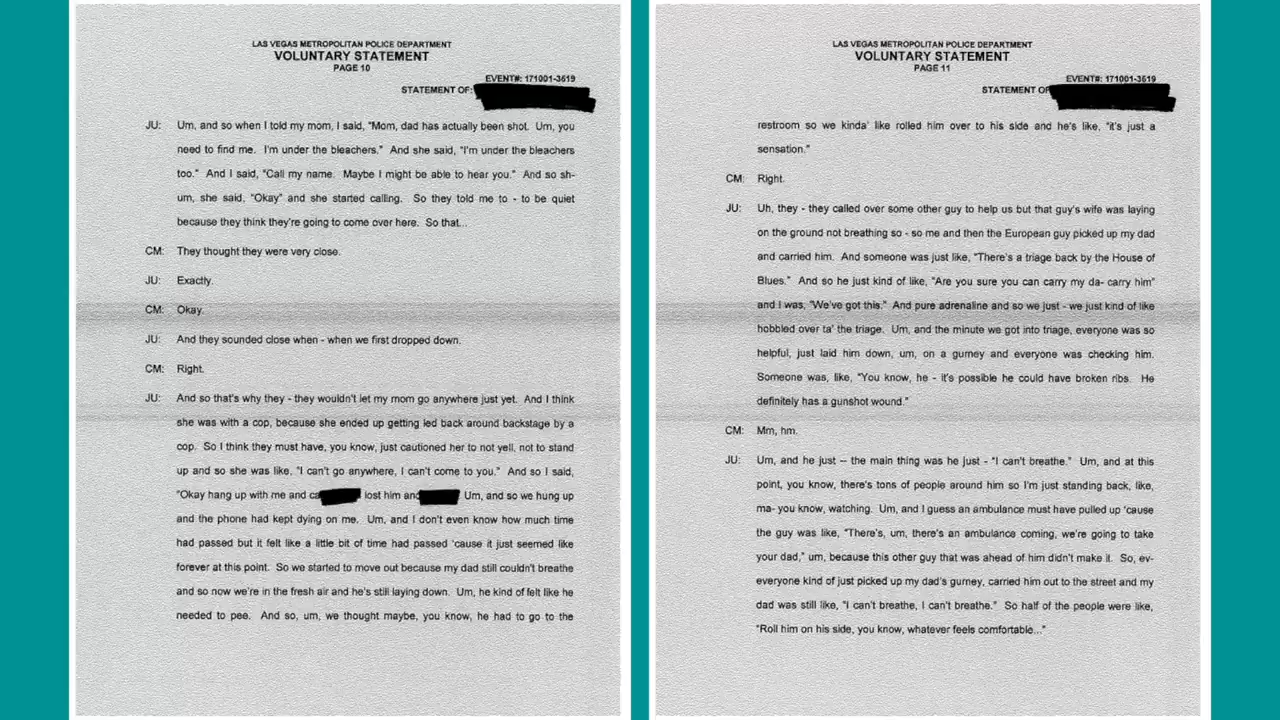 LAS VEGAS METROPOLITAN POLICE DEPARTMENT
VOLUNTARY STATEMENT
PAGE 10
EVENT#: 171001-3519
STATEMENT OF:
JU: Um, and so when I told my mom, I said, "Mom, dad has actually been shot. Um, you
need to find me. I'm under the bleachers." And she said, "I'm under the bleachers
too." And I said, "Call my name. Maybe I might be able to hear you." And so sh-
um, she said, "Okay" and she started calling. So they told me to - to be quiet
because they think they're going to come over here. So that...
CM: They thought they were very close.
JU: Exactly.
CM: Okay.
JU: And they sounded close when - when we first dropped down.
CM: Right.
JU: And so that's why they - they wouldn't let my mom go anywhere just yet. And I think
she was with a cop, because she ended up getting led back around backstage by a
cop. So I think they must have, you know, just cautioned her to not yell, not to stand
up and so she was like, "I can't go anywhere, I can't come to you." And so I said,
"Okay hang up with me and ca lost him and Um, and so we hung up
and the phone had kept dying on me. Um, and I don't even know how much time
had passed but it felt like a little bit of time had passed 'cause it just seemed like
forever at this point. So we started to move out because my dad still couldn't breathe
and so now we're in the fresh air and he's still laying down. Um, he kind of felt like he
needed to pee. And so, um, we thought maybe, you know, he had to go to the
LAS VEGAS METROPOLITAN POLICE DEPARTMENT
VOLUNTARY STATEMENT
PAGE 11
EVENT#: 171001-3519
STATEMENT OF
restroom so we kinda' like rolled him over to his side and he's like, "it's just a
sensation."
CM: Right.
JU: Uh, they - they called over some other guy to help us but that guy's wife was laying
on the ground not breathing so - so me and then the European guy picked up my dad
and carried him. And someone was just like, "There's a triage back by the House of
Blues." And so he just kind of like, "Are you sure you can carry my da- carry him"
and I was, "We've got this." And pure adrenaline and so we just - we just kind of like
hobbled over ta' the triage. Um, and the minute we got into triage, everyone was so
helpful, just laid him down, um, on a gurney and everyone was checking him.
Someone was, like, "You know, he - it's possible he could have broken ribs. He
definitely has a gunshot wound."
CM: Mm, hm.
JU: Um, and he just -- the main thing was he just - "I can't breathe." Um, and at this
point, you know, there's tons of people around him so I'm just standing back, like,
ma- you know, watching. Um, and I guess an ambulance must have pulled up 'cause
the guy was like, "There's, um, there's an ambulance coming, we're going to take
your dad," um, because this other guy that was ahead of him didn't make it. So, ev-
everyone kind of just picked up my dad's gurney, carried him out to the street and my
dad was still like, "I can't breathe, I can't breathe." So half of the people were like,
"Roll him on his side, you know, whatever feels comfortable..."